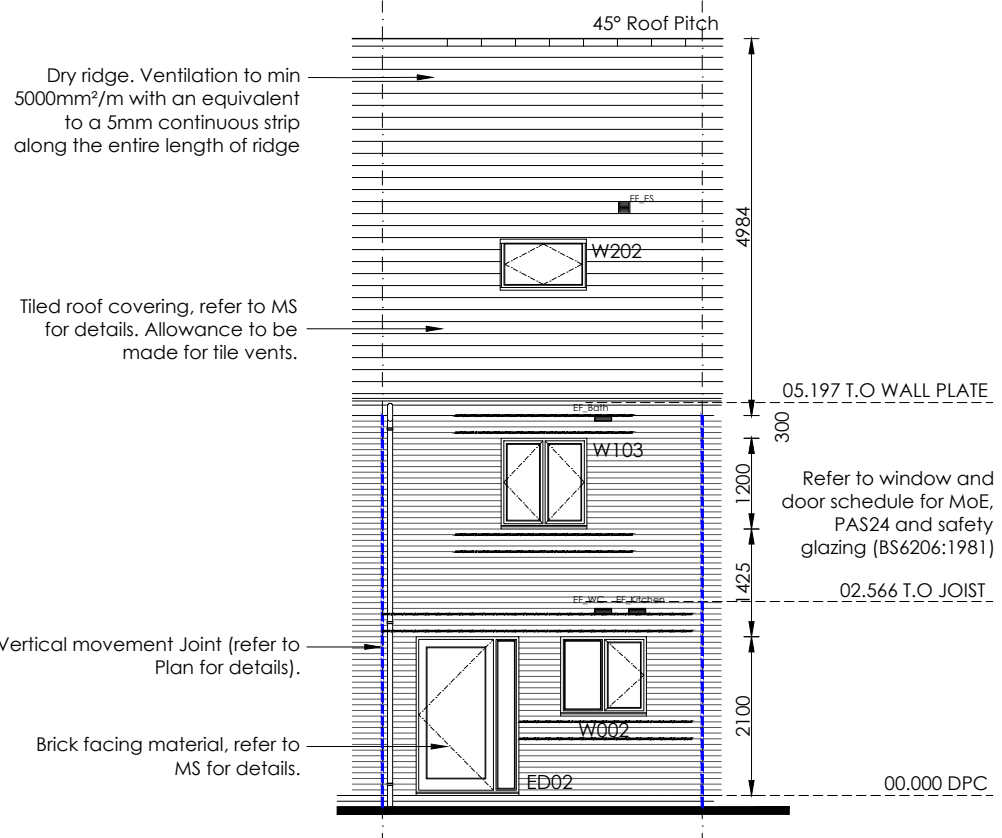 45° Roof Pitch
Dry ridge. Ventilation to min
5000mm²/m with an equivalent
to a 5mm continuous strip
along the entire length of ridge
EF_ES
4984
W202
Tiled roof covering, refer to MS
for details. Allowance to be
made for tile vents.
05.197 T.O WALL PLATE
EF_Bath
300
W103
1200
Refer to window and
door schedule for MoE,
PAS24 and safety
glazing (BS6206:1981)
1425
02.566 T.O JOIST
EF_WC EF_Kitchen
Vertical movement Joint (refer to
Plan for details).
2100
W002
Brick facing material, refer to
MS for details.
ED02
00.000 DPC